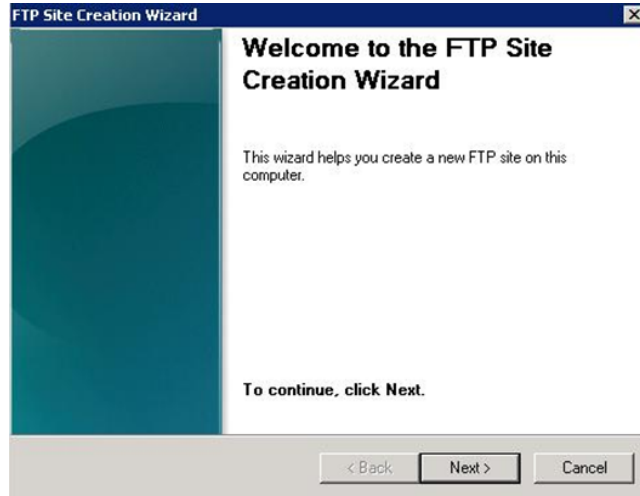 FTP Site Creation Wizard
Welcome to the FTP Site
Creation Wizard
This wizard helps you create a new FTP site on this
computer.
To continue, click Next.
< Back
Next >
Cancel